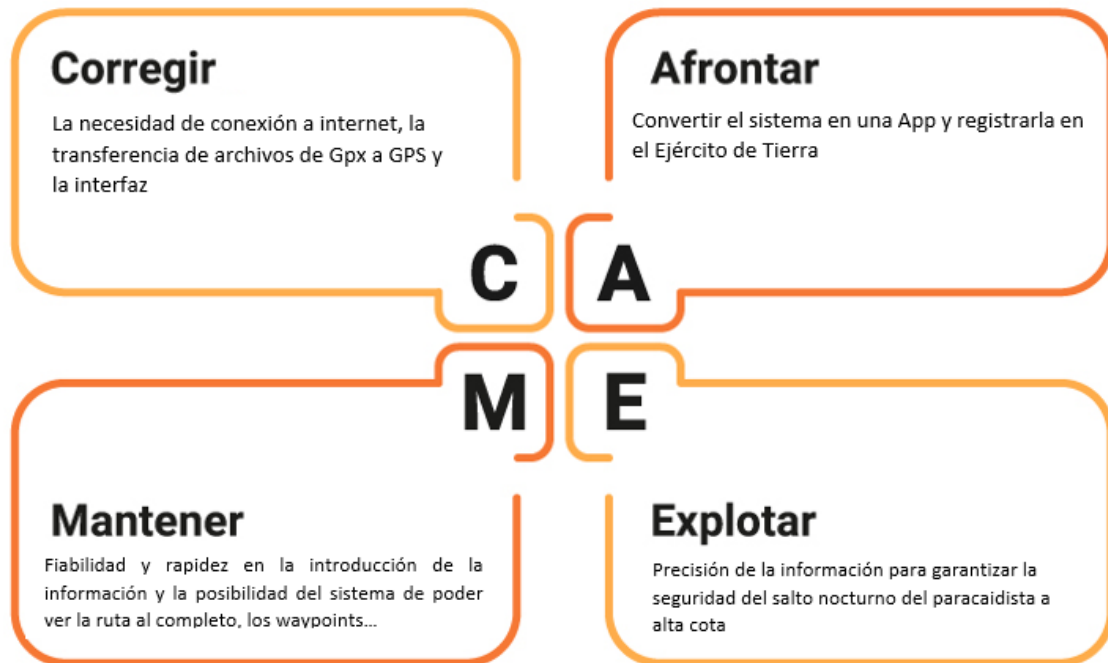 Corregir
La necesidad de conexión a internet, la
transferencia de archivos de Gpx a GPS y
la interfaz
Afrontar
Convertir el sistema en una App y registrarla en
el Ejército de Tierra
C
A
M
E
Mantener
Fiabilidad y rapidez en la introducción de la
información y la posibilidad del sistema de poder
ver la ruta al completo, los waypoints...
Explotar
Precisión de la información para garantizar la
seguridad del salto nocturno del paracaidista a
alta cota